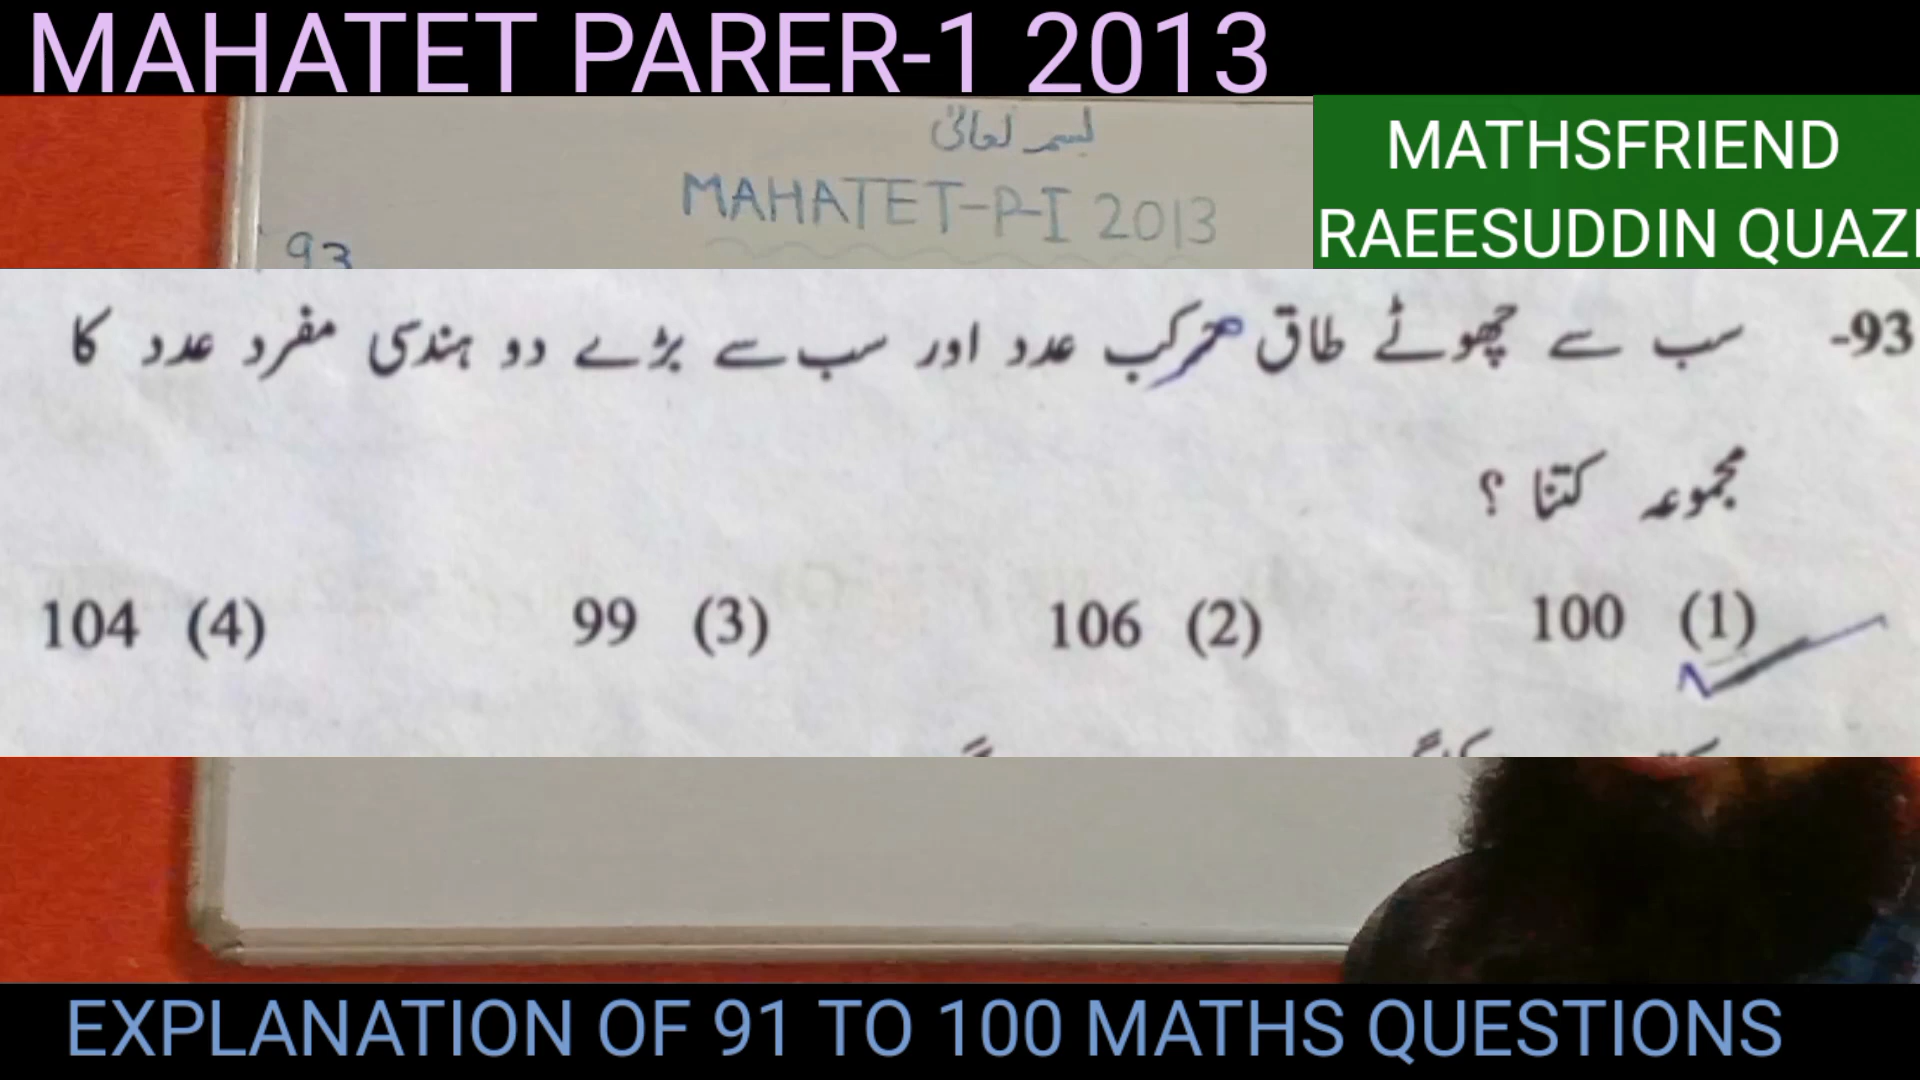 MAHATET PARER-1 2013
MATHSFRIEND
RAEESUDDIN QUAZI
MAHATET-P-I 2013
93
93- سب سے چھوٹے طاق مرکب عدد اور سب سے بڑے دو ہندسی مفرد عدد کا
مجموعہ کتنا ؟
(1) 100 (2) 106 (3) 99 (4) 104
EXPLANATION OF 91 TO 100 MATHS QUESTIONS